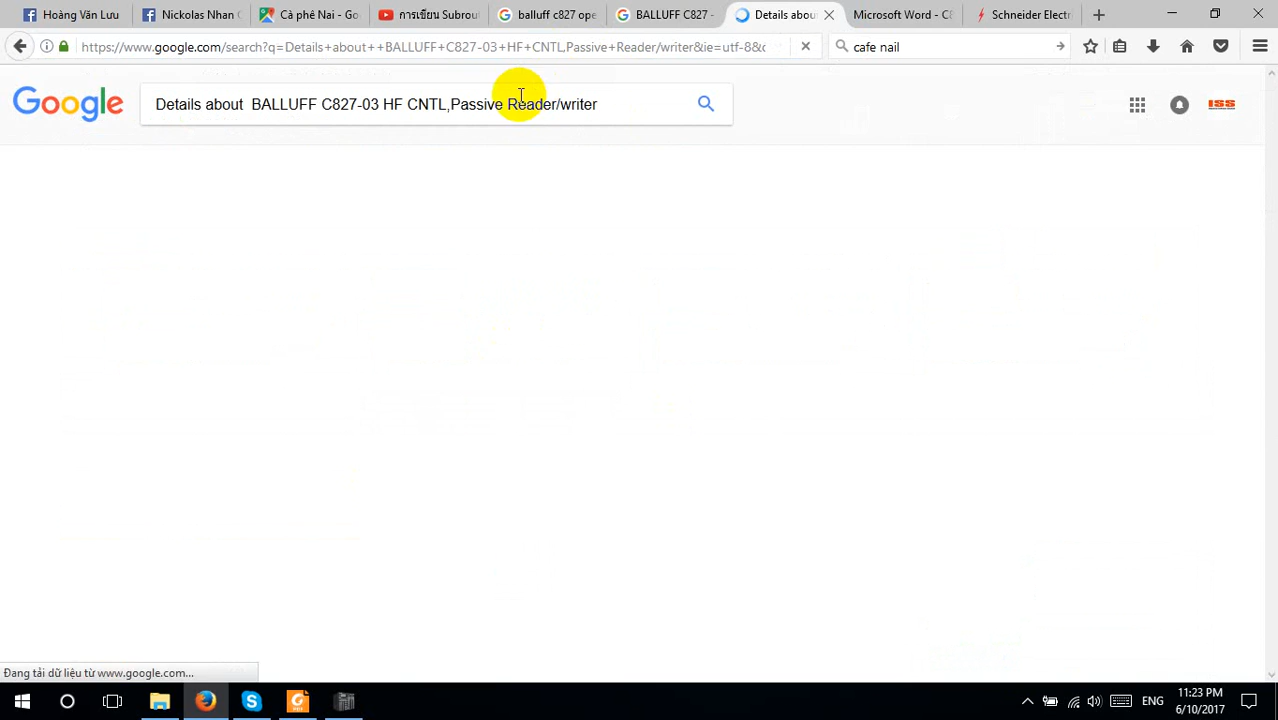 Hoàng Văn Lưu
Nickolas Nhan
Cà phê Nai - Go
การเขียน Subrou
balluff c827 ope
BALLUFF C827 -
Details abou
Microsoft Word - C8
Schneider Electr
https://www.google.com/search?q=Details+about++BALLUFF+C827-03+HF+CNTL,Passive+Reader/writer&ie=utf-8&
cafe nail
Google
Details about  BALLUFF C827-03 HF CNTL,Passive Reader/writer
ISS
Đang tải dữ liệu từ www.google.com...
ENG
11:23 PM
6/10/2017